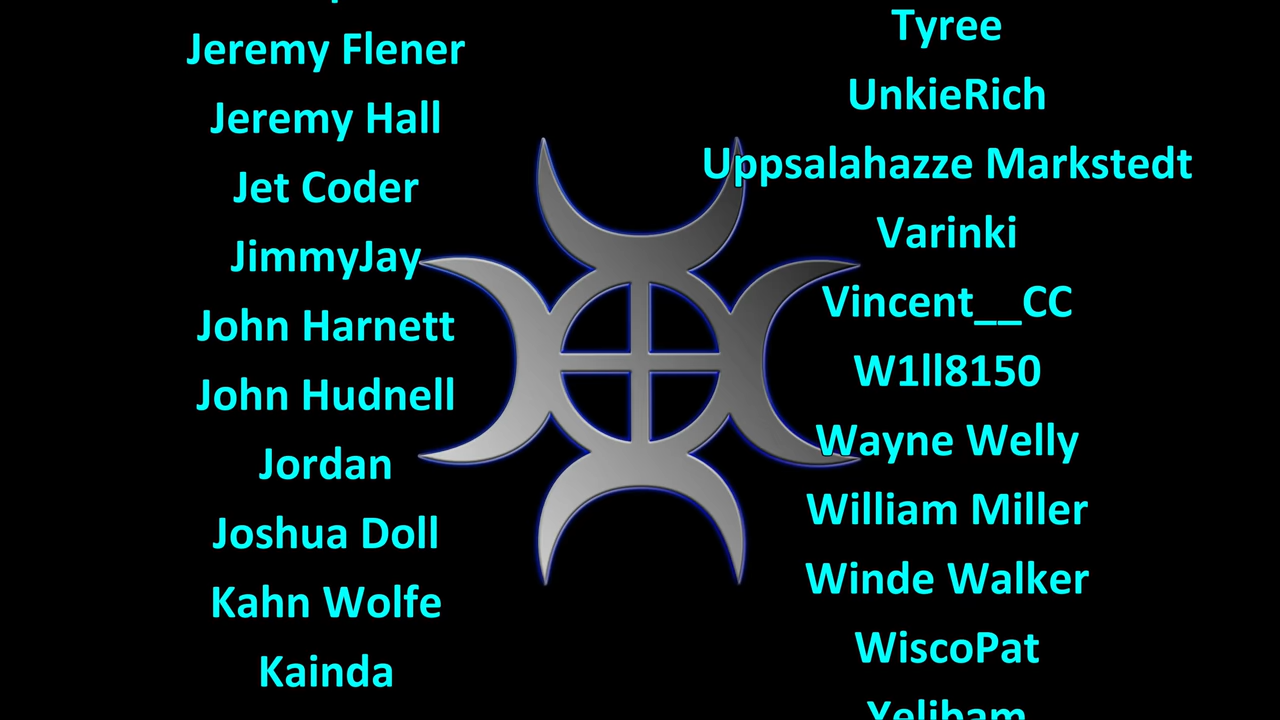 Jeremy Flener
Jeremy Hall
Jet Coder
JimmyJay
John Harnett
John Hudnell
Jordan
Joshua Doll
Kahn Wolfe
Kainda
Tyree
UnkieRich
Uppsalahazze Markstedt
Varinki
Vincent__CC
W1ll8150
Wayne Welly
William Miller
Winde Walker
WiscoPat
Yelibam